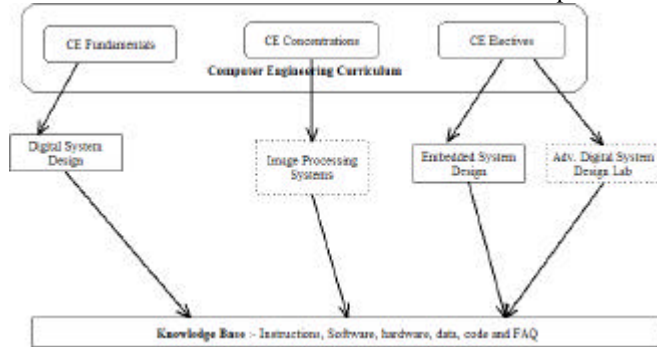 CE Fundamentals
CE Concentrations
CE Electives
Computer Engineering Curriculum
Digital System
Design
Image Processing
Systems
Embedded System
Design
Adv. Digital System
Design Lab
Knowledge Base :- Instructions, Software, hardware, data, code and FAQ